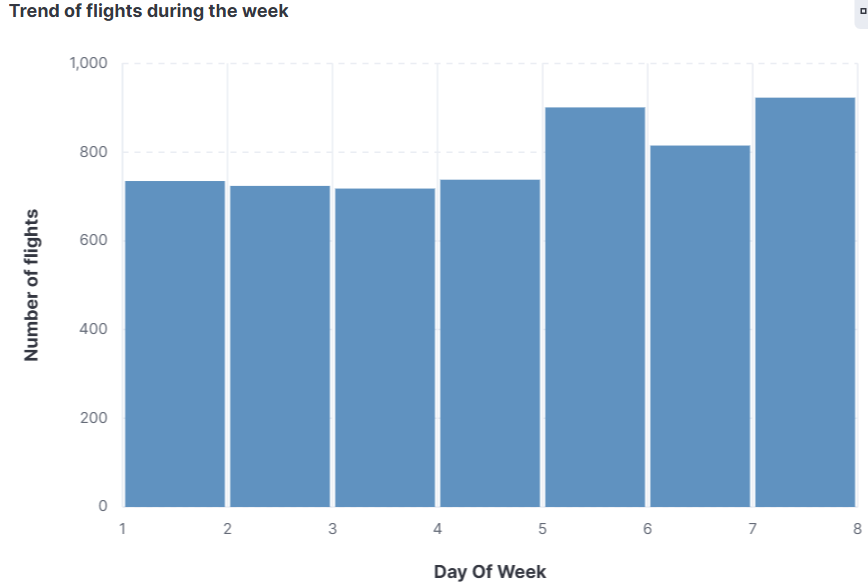 Trend of flights during the week
1,000
800
600
400
200
0
Number of flights
1 2 3 4 5 6 7 8
Day Of Week